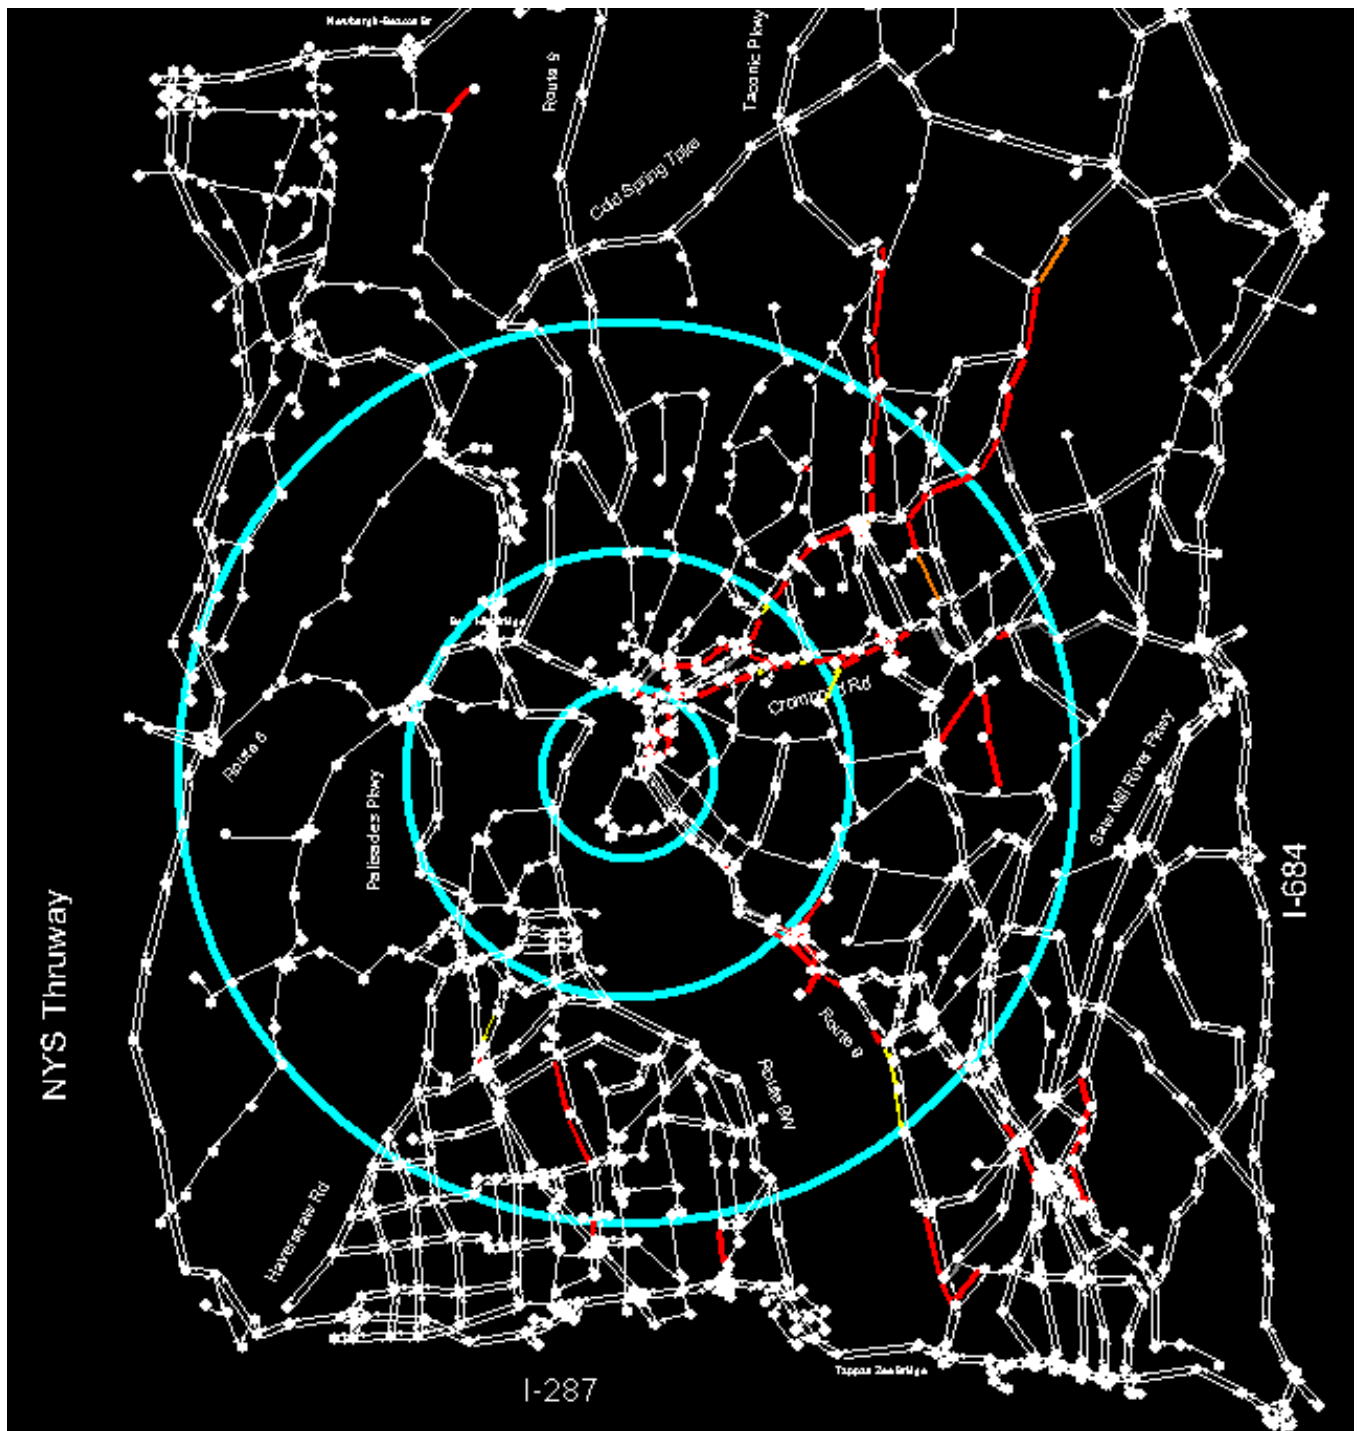 Newburgh-Beacon Br
Route 9
Taconic Pkwy
Cold Spring Tpke
Crompond Rd
Route 6
Palisades Pkwy
Saw Mill River Pkwy
I-684
NYS Thruway
Route 9
Route 9W
Haverstraw Rd
Tappan Zee Bridge
I-287